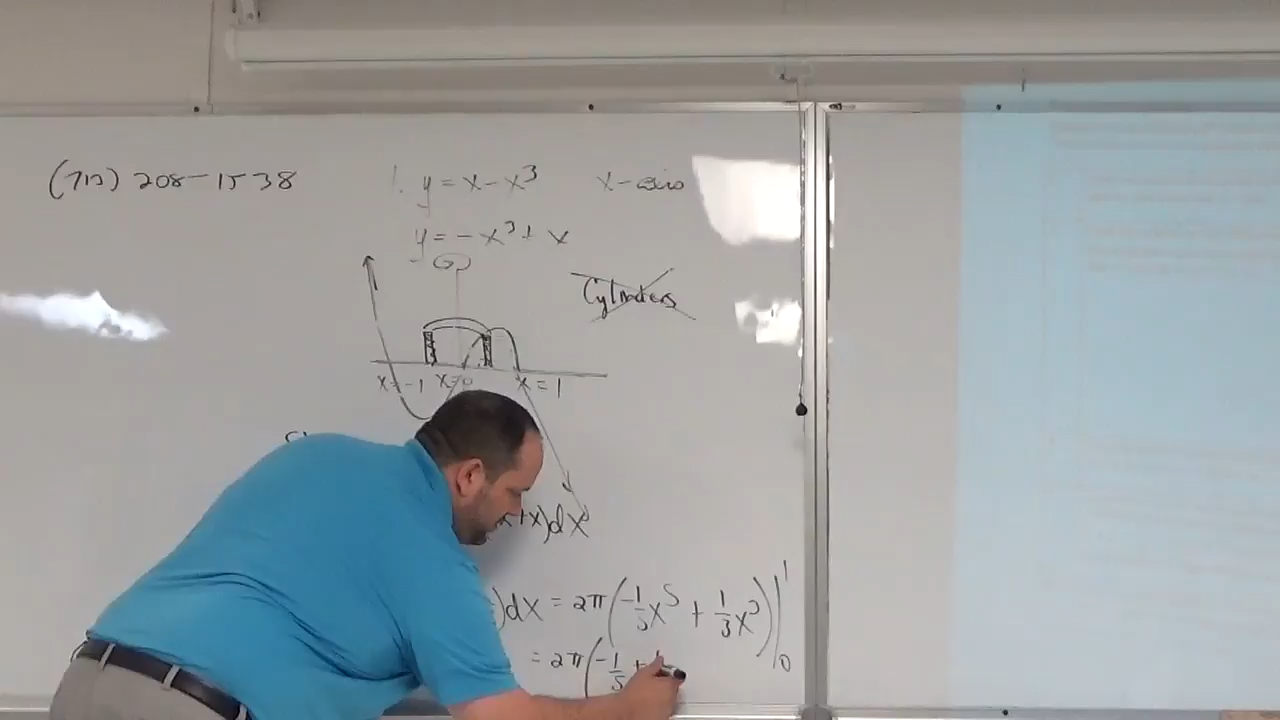 (713) 208-1538
1. y = x - x³ x-axis
y = -x³ + x
Cylinders
x = -1 x = 0 x = 1
+x)dx
)dx = 2π(-1/5 x⁵ + 1/3 x³)|₀¹
= 2π(-1/5 +